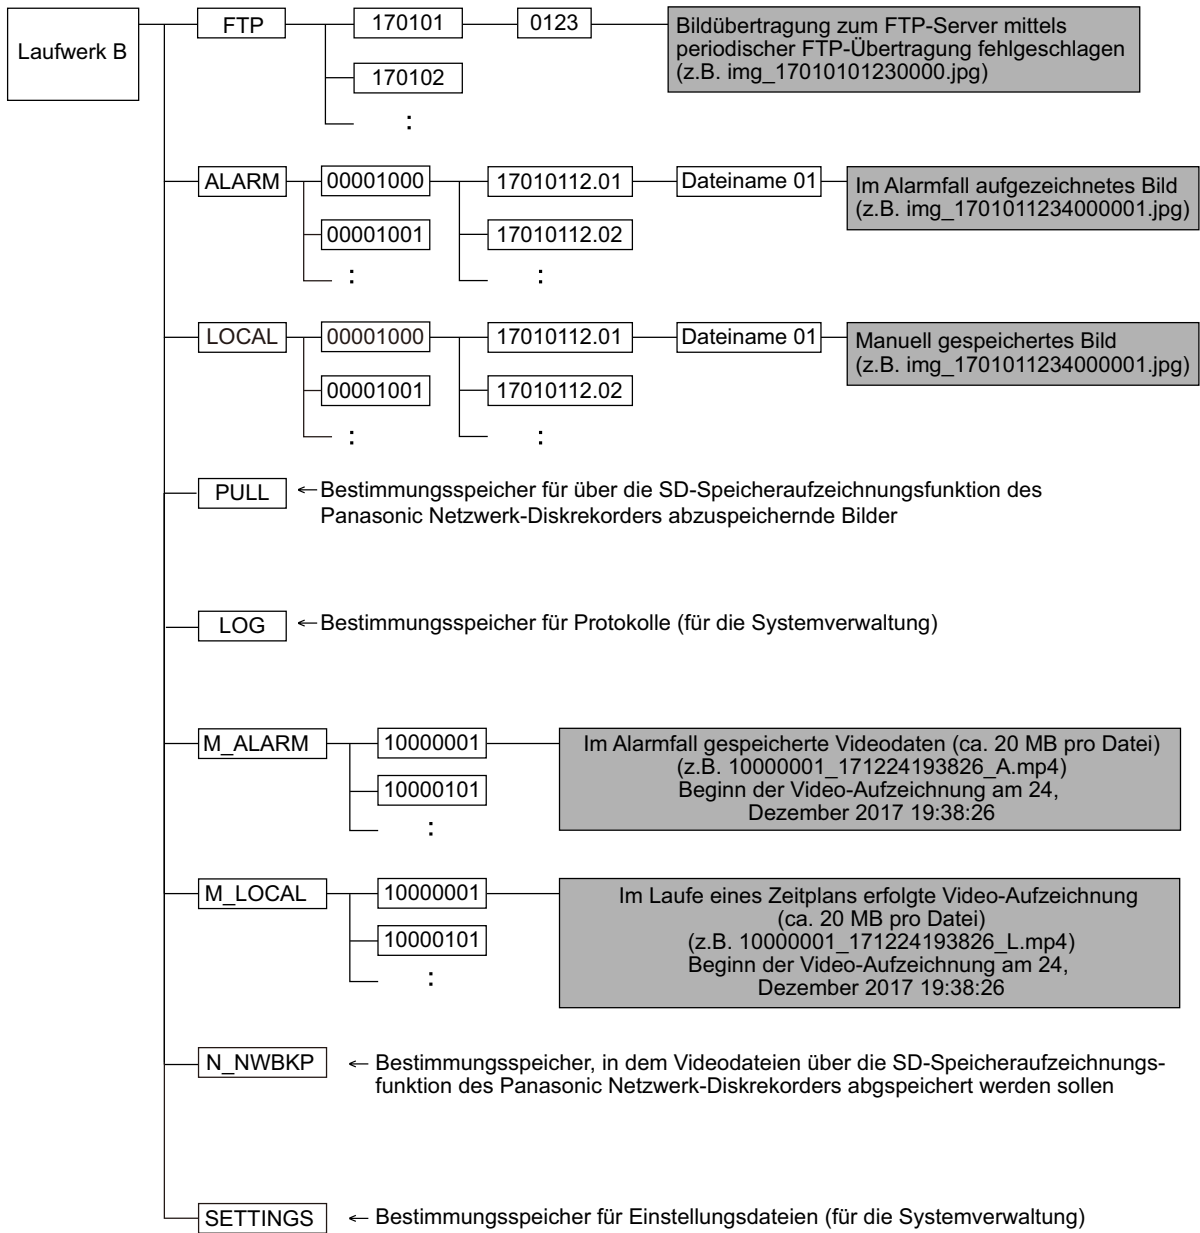 Laufwerk B
FTP
170101
0123
Bildübertragung zum FTP-Server mittels
periodischer FTP-Übertragung fehlgeschlagen
(z.B. img_17010101230000.jpg)
170102
:
ALARM
00001000
17010112.01
Dateiname 01
Im Alarmfall aufgezeichnetes Bild
(z.B. img_1701011234000001.jpg)
00001001
17010112.02
:
:
LOCAL
00001000
17010112.01
Dateiname 01
Manuell gespeichertes Bild
(z.B. img_1701011234000001.jpg)
00001001
17010112.02
:
:
PULL
← Bestimmungsspeicher für über die SD-Speicheraufzeichnungsfunktion des
Panasonic Netzwerk-Diskrekorders abzuspeichernde Bilder
LOG
← Bestimmungsspeicher für Protokolle (für die Systemverwaltung)
M_ALARM
10000001
Im Alarmfall gespeicherte Videodaten (ca. 20 MB pro Datei)
(z.B. 10000001_171224193826_A.mp4)
Beginn der Video-Aufzeichnung am 24,
Dezember 2017 19:38:26
10000101
:
M_LOCAL
10000001
Im Laufe eines Zeitplans erfolgte Video-Aufzeichnung
(ca. 20 MB pro Datei)
(z.B. 10000001_171224193826_L.mp4)
Beginn der Video-Aufzeichnung am 24,
Dezember 2017 19:38:26
10000101
:
N_NWBKP
← Bestimmungsspeicher, in dem Videodateien über die SD-Speicheraufzeichnungs-
funktion des Panasonic Netzwerk-Diskrekorders abgspeichert werden sollen
SETTINGS
← Bestimmungsspeicher für Einstellungsdateien (für die Systemverwaltung)